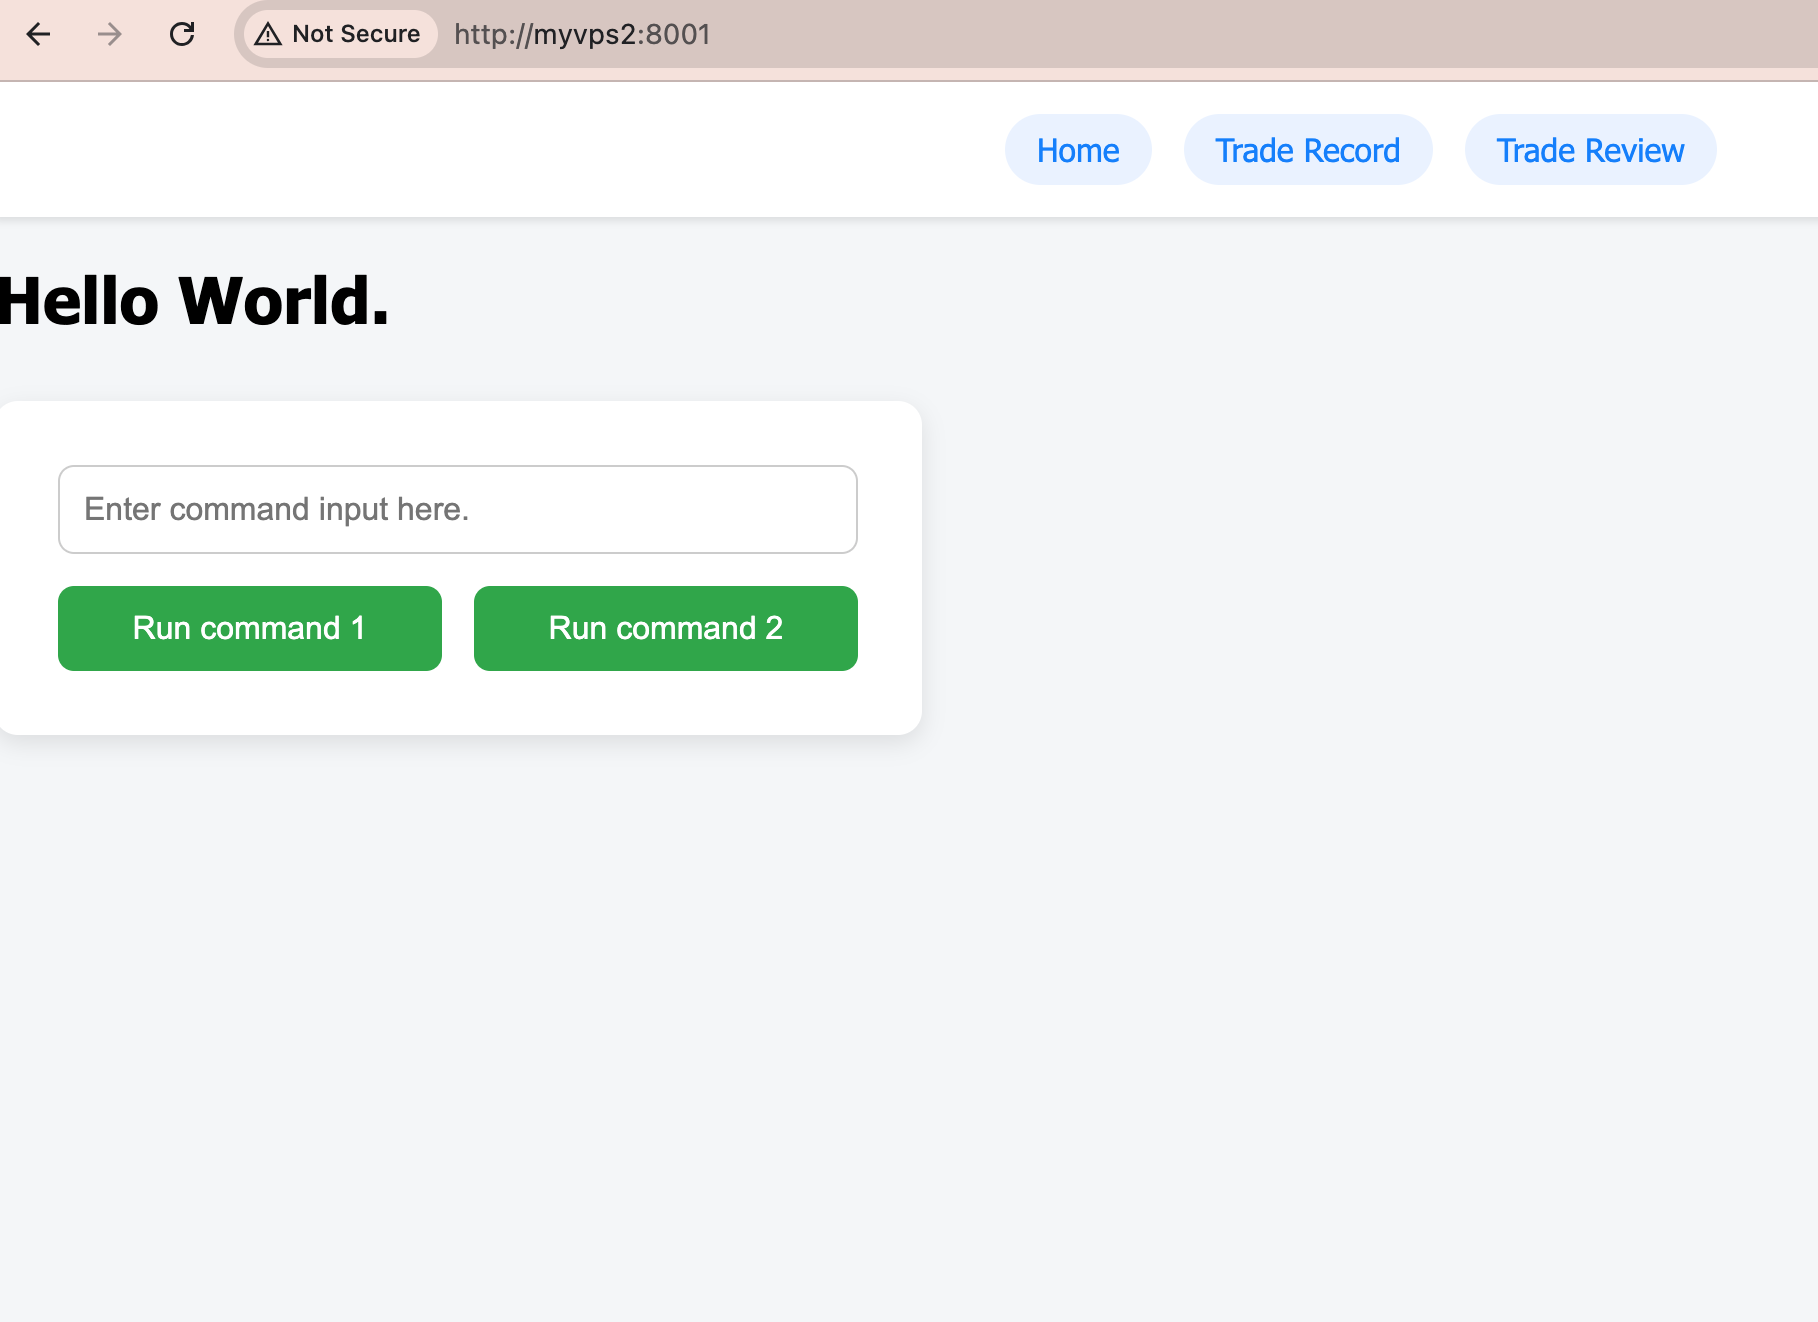 Not Secure http://myvps2:8001
Home Trade Record Trade Review
Hello World.
Enter command input here.
Run command 1 Run command 2